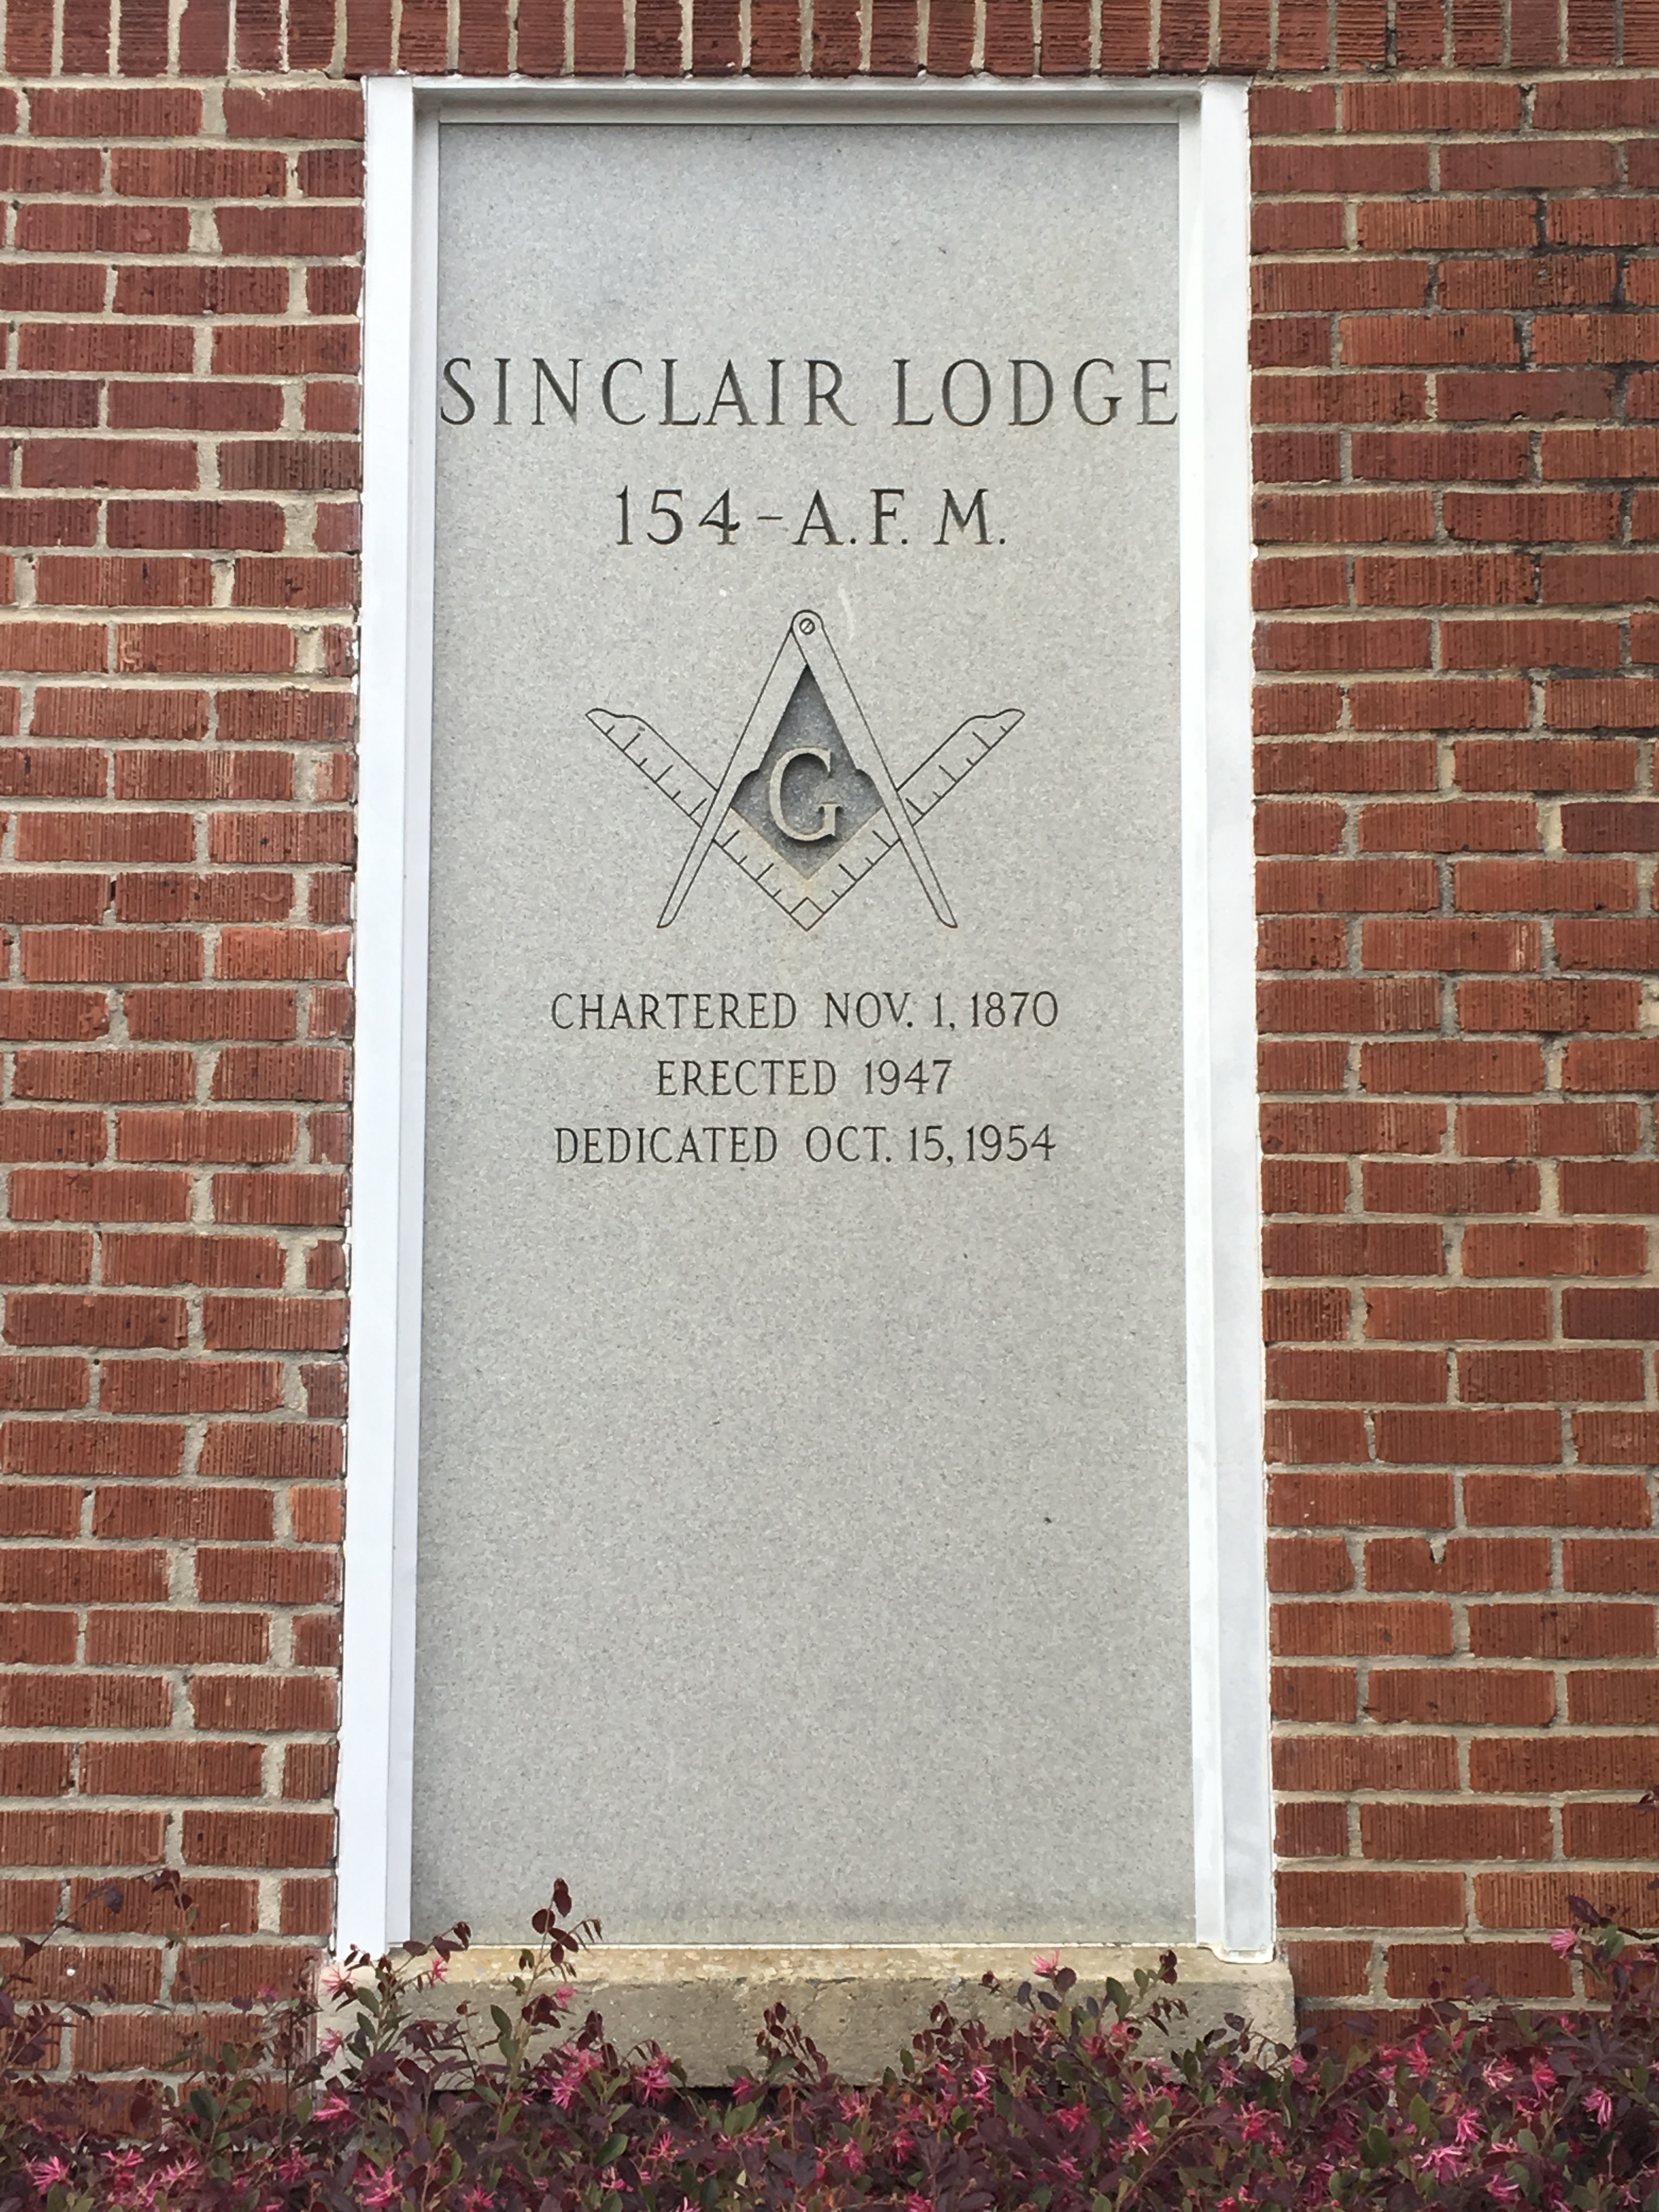 SINCLAIR LODGE
154-A.F.M.
G
CHARTERED NOV. 1, 1870
ERECTED 1947
DEDICATED OCT. 15, 1954